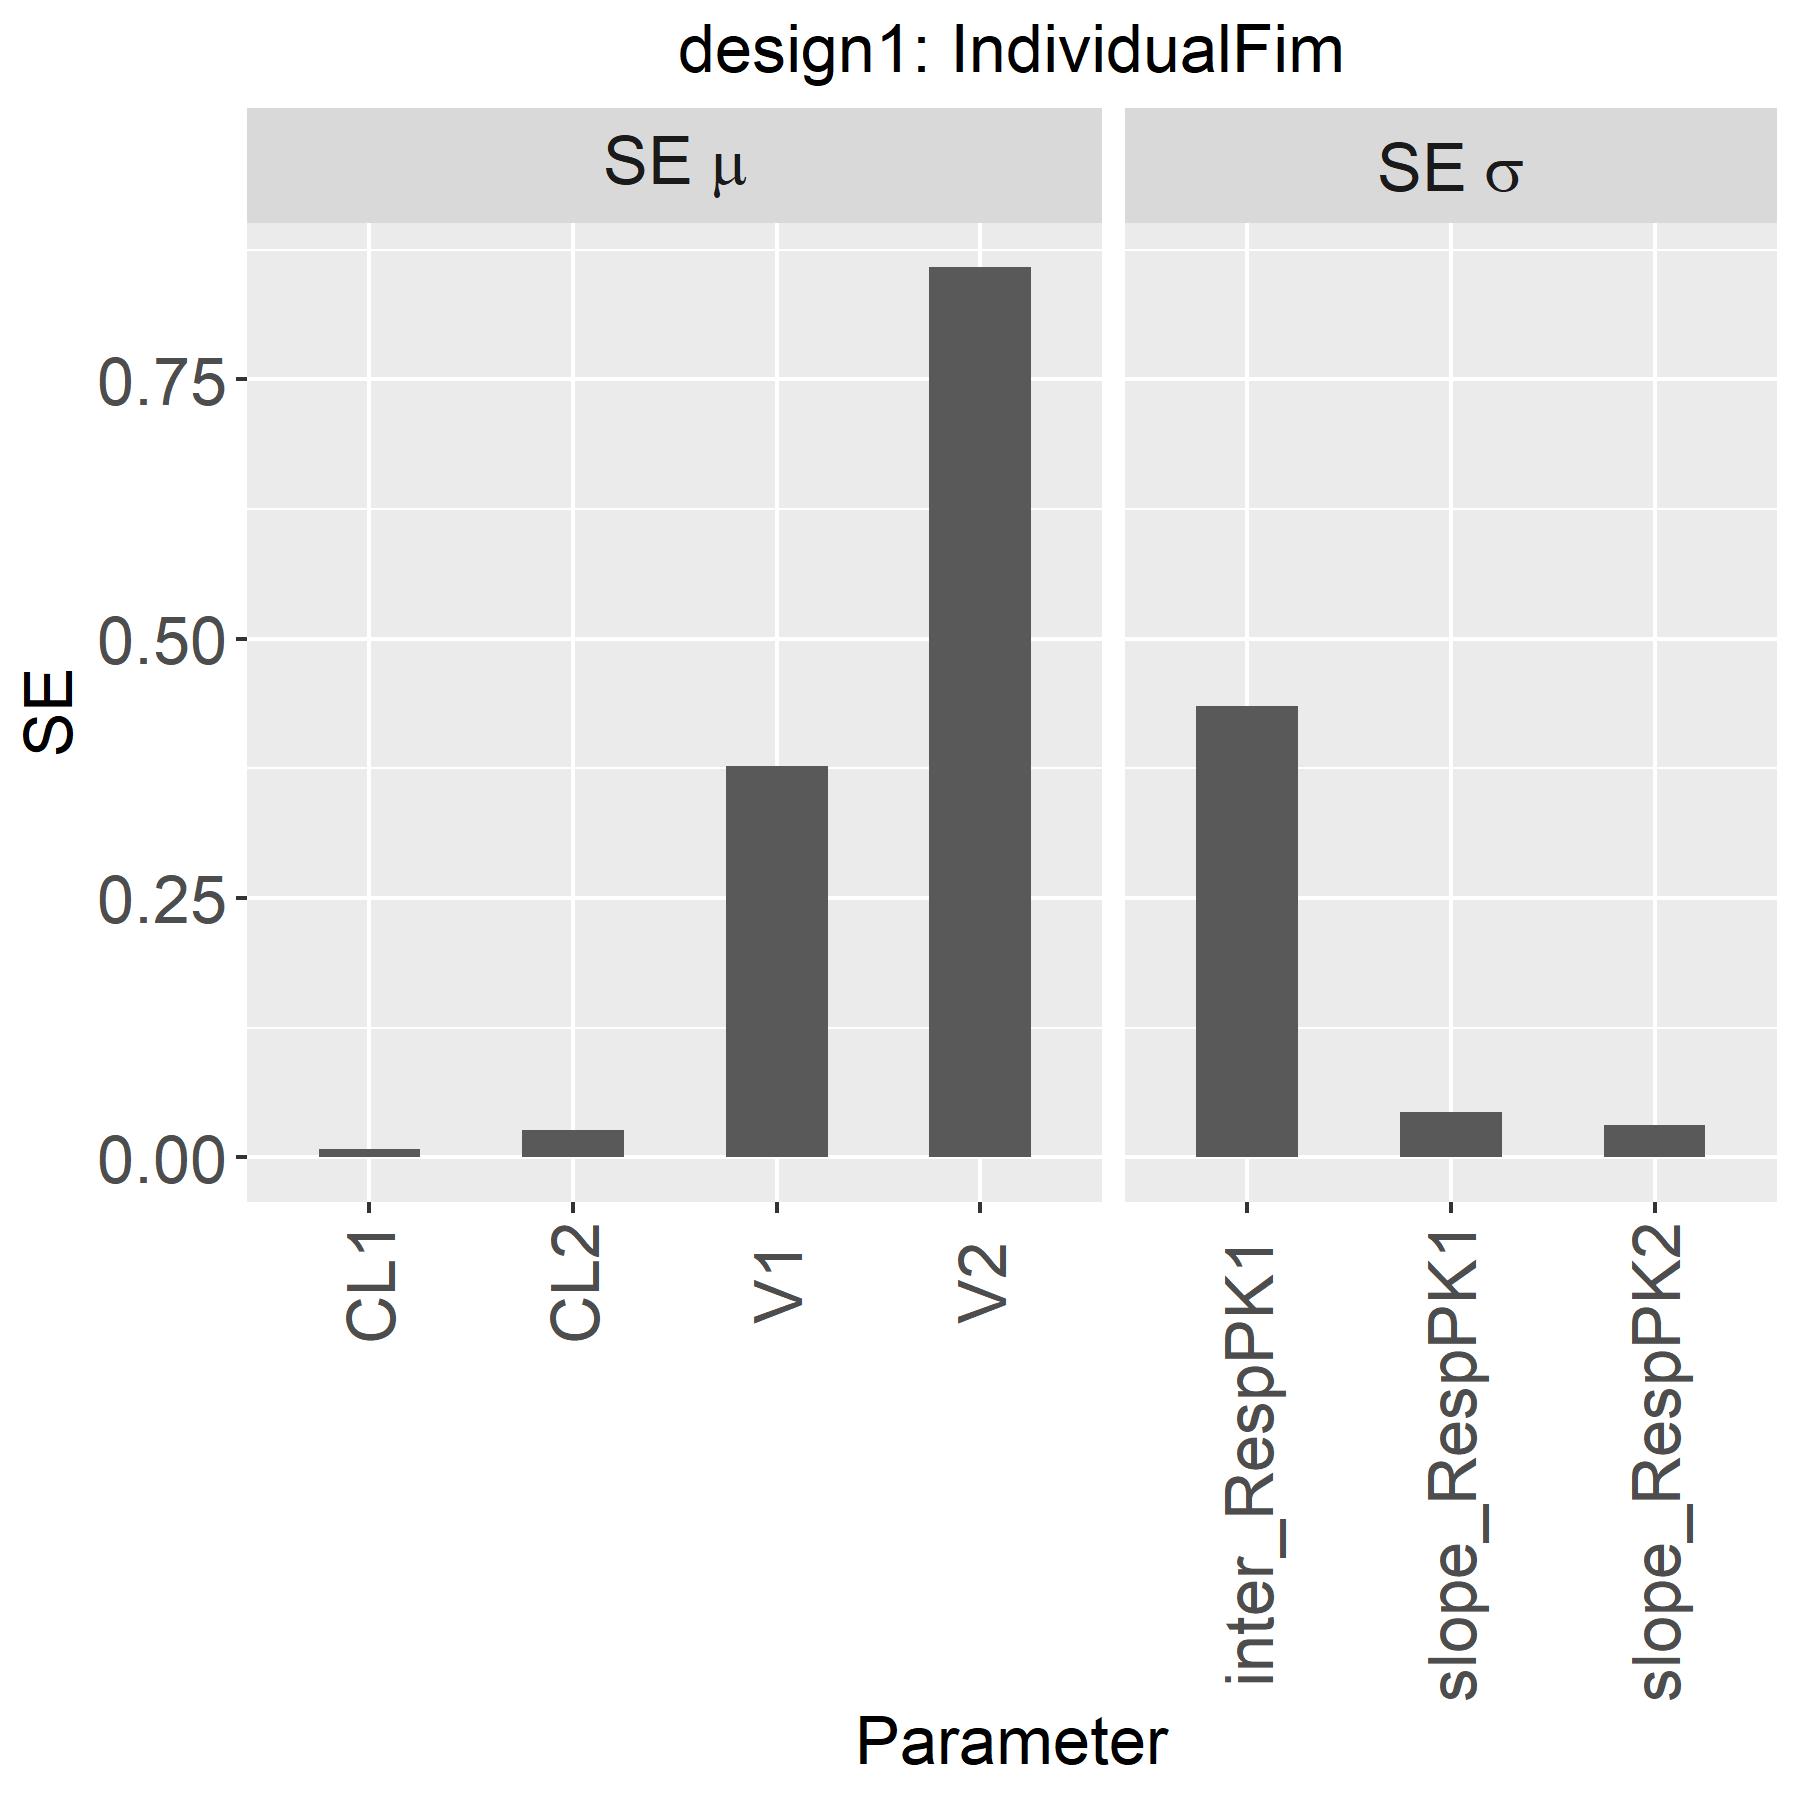 design1: IndividualFim
SE μ
SE σ
SE
0.75
0.50
0.25
0.00
CL1
CL2
V1
V2
inter_RespPK1
slope_RespPK1
slope_RespPK2
Parameter